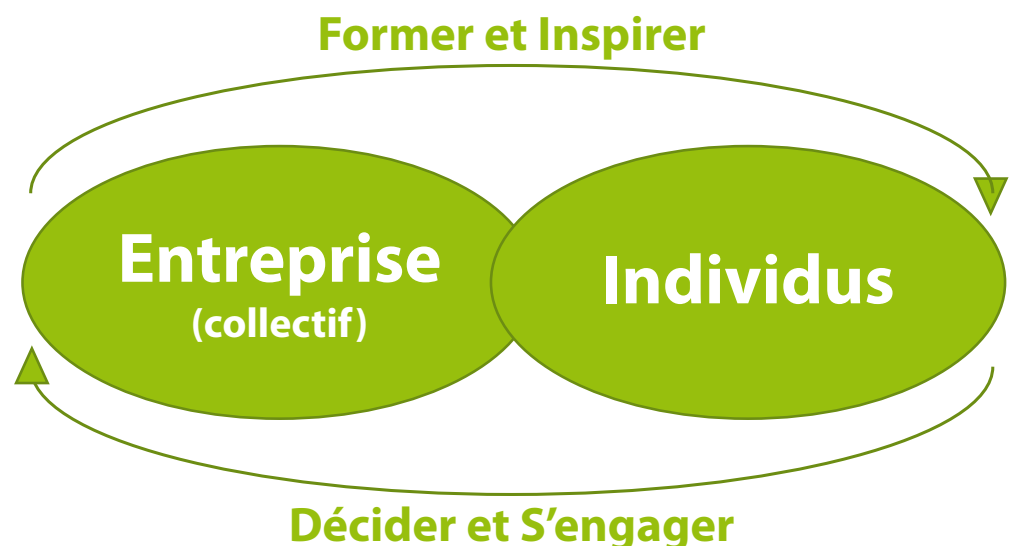 Former et Inspirer
Entreprise
(collectif)
Individus
Décider et S’engager